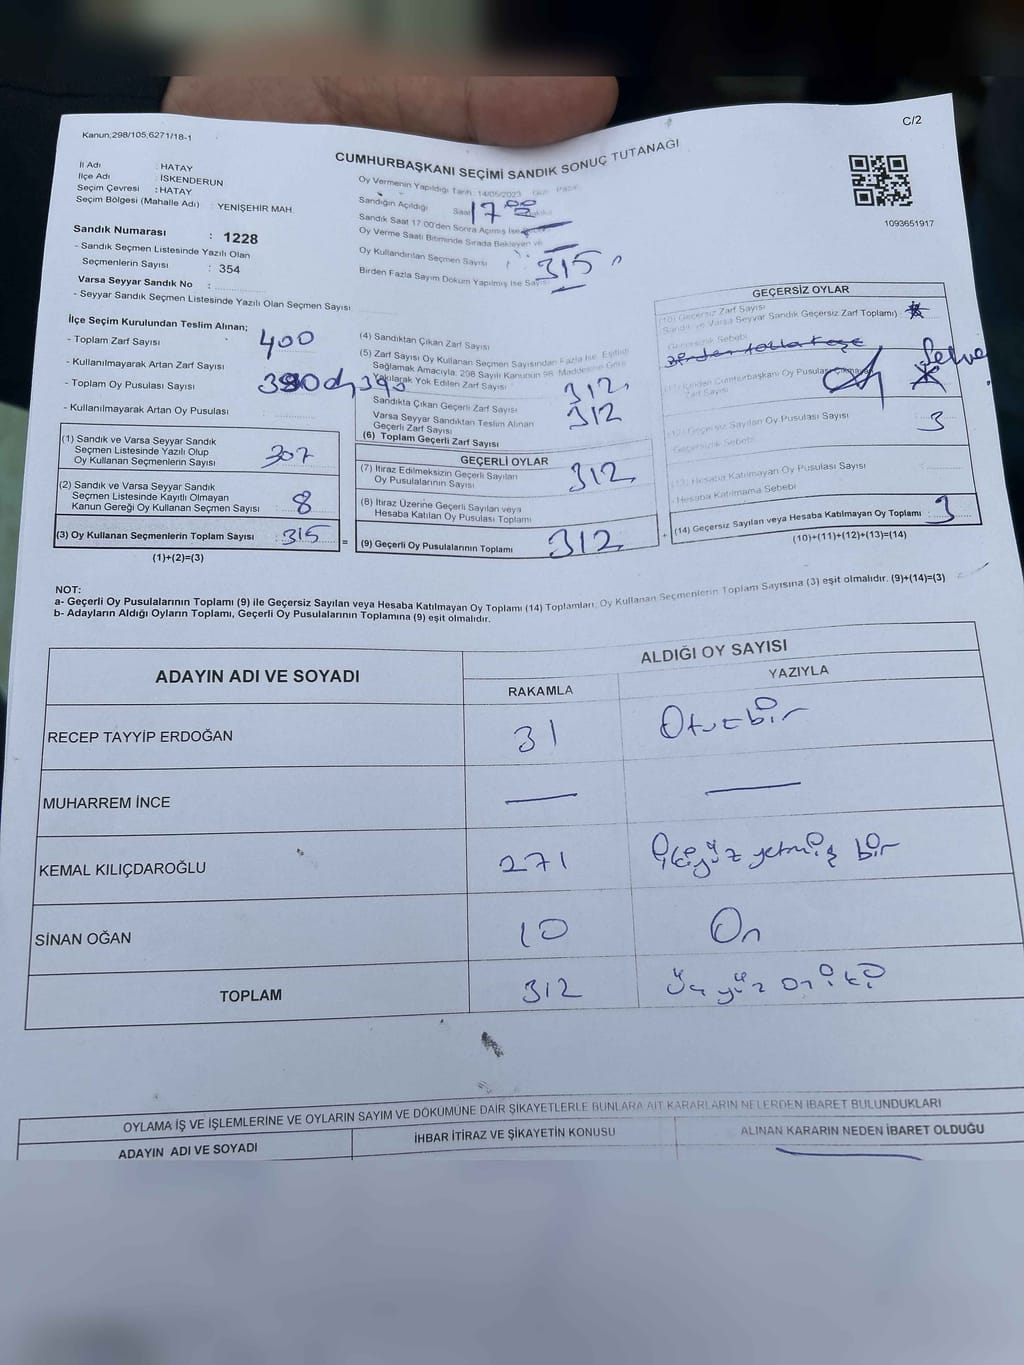 Kanun;298/105,6271/18-1
C/2
CUMHURBAŞKANI SEÇİMİ SANDIK SONUÇ TUTANAĞI
İl Adı : HATAY
İlçe Adı : İSKENDERUN
Seçim Çevresi : HATAY
Seçim Bölgesi (Mahalle Adı) : YENİŞEHİR MAH
Sandık Numarası : 1228
- Sandık Seçmen Listesinde Yazılı Olan
Seçmenlerin Sayısı : 354
Varsa Seyyar Sandık No :
- Seyyar Sandık Seçmen Listesinde Yazılı Olan Seçmen Sayısı
Oy Vermenin Yapıldığı Tarih 14/05/2023 Gün Pazar
Sandığın Açıldığı Saat 17 00
Sandık Saat 17.00'den Sonra Açılmış İse
Oy Verme Saati Bitiminde Sırada Bekleyen ve
Oy Kullandırılan Seçmen Sayısı 315
Birden Fazla Sayım Döküm Yapılmış İse Sayısı
1093651917
İlçe Seçim Kurulundan Teslim Alınan;
- Toplam Zarf Sayısı 400
- Kullanılmayarak Artan Zarf Sayısı
- Toplam Oy Pusulası Sayısı 390
- Kullanılmayarak Artan Oy Pusulası
(1) Sandık ve Varsa Seyyar Sandık
Seçmen Listesinde Yazılı Olup
Oy Kullanan Seçmenlerin Sayısı 307
(2) Sandık ve Varsa Seyyar Sandık
Seçmen Listesinde Kayıtlı Olmayan
Kanun Gereği Oy Kullanan Seçmen Sayısı 8
(3) Oy Kullanan Seçmenlerin Toplam Sayısı : 315 =
(1)+(2)=(3)
(4) Sandıktan Çıkan Zarf Sayısı
(5) Zarf Sayısı Oy Kullanan Seçmen Sayısından Fazla İse, Eşitliği
Sağlamak Amacıyla, 298 Sayılı Kanunun 98. Maddesine Göre
Yakılarak Yok Edilen Zarf Sayısı
Sandıkta Çıkan Geçerli Zarf Sayısı 312
Varsa Seyyar Sandıktan Teslim Alınan
Geçerli Zarf Sayısı 312
(6) Toplam Geçerli Zarf Sayısı
GEÇERLİ OYLAR
(7) İtiraz Edilmeksizin Geçerli Sayılan
Oy Pusulalarının Sayısı 312
(8) İtiraz Üzerine Geçerli Sayılan veya
Hesaba Katılan Oy Pusulası Toplamı
(9) Geçerli Oy Pusulalarının Toplamı 312 +
GEÇERSİZ OYLAR
(10) Geçersiz Zarf Sayısı
Sandık ve Varsa Seyyar Sandık Geçersiz Zarf Toplamı)
Geçersizlik Sebebi
(11) İçinden Cumhurbaşkanı Oy Pusulası Çıkmayan
Zarf Sayısı
(12) Geçersiz Sayılan Oy Pusulası Sayısı 3
Geçersizlik Sebebi
(13) Hesaba Katılmayan Oy Pusulası Sayısı
Hesaba Katılmama Sebebi
(14) Geçersiz Sayılan veya Hesaba Katılmayan Oy Toplamı : 3
(10)+(11)+(12)+(13)=(14)
NOT:
a- Geçerli Oy Pusulalarının Toplamı (9) ile Geçersiz Sayılan veya Hesaba Katılmayan Oy Toplamı (14) Toplamları, Oy Kullanan Seçmenlerin Toplam Sayısına (3) eşit olmalıdır. (9)+(14)=(3)
b- Adayların Aldığı Oyların Toplamı, Geçerli Oy Pusulalarının Toplamına (9) eşit olmalıdır.
ADAYIN ADI VE SOYADI
ALDIĞI OY SAYISI
RAKAMLA YAZIYLA
RECEP TAYYİP ERDOĞAN 31 Otuzbir
MUHARREM İNCE — —
KEMAL KILIÇDAROĞLU 271 İkiyüz yetmiş bir
SİNAN OĞAN 10 On
TOPLAM 312 Üç yüz on iki
OYLAMA İŞ VE İŞLEMLERİNE VE OYLARIN SAYIM VE DÖKÜMÜNE DAİR ŞİKAYETLERLE BUNLARA AİT KARARLARIN NELERDEN İBARET BULUNDUKLARI
ADAYIN ADI VE SOYADI İHBAR İTİRAZ VE ŞİKAYETİN KONUSU ALINAN KARARIN NEDEN İBARET OLDUĞU